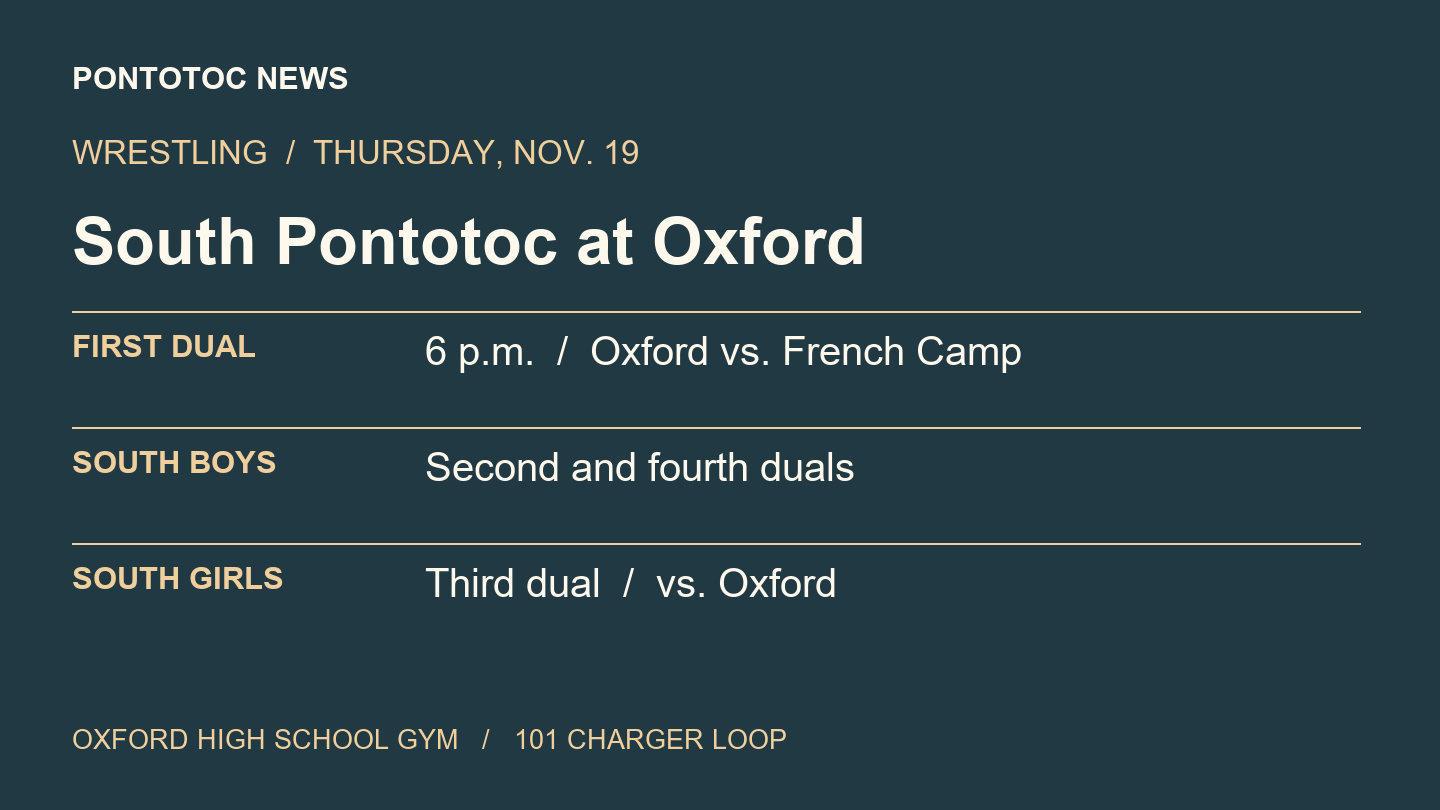 PONTOTOC NEWS
WRESTLING / THURSDAY, NOV. 19
South Pontotoc at Oxford
FIRST DUAL 6 p.m. / Oxford vs. French Camp
SOUTH BOYS Second and fourth duals
SOUTH GIRLS Third dual / vs. Oxford
OXFORD HIGH SCHOOL GYM / 101 CHARGER LOOP